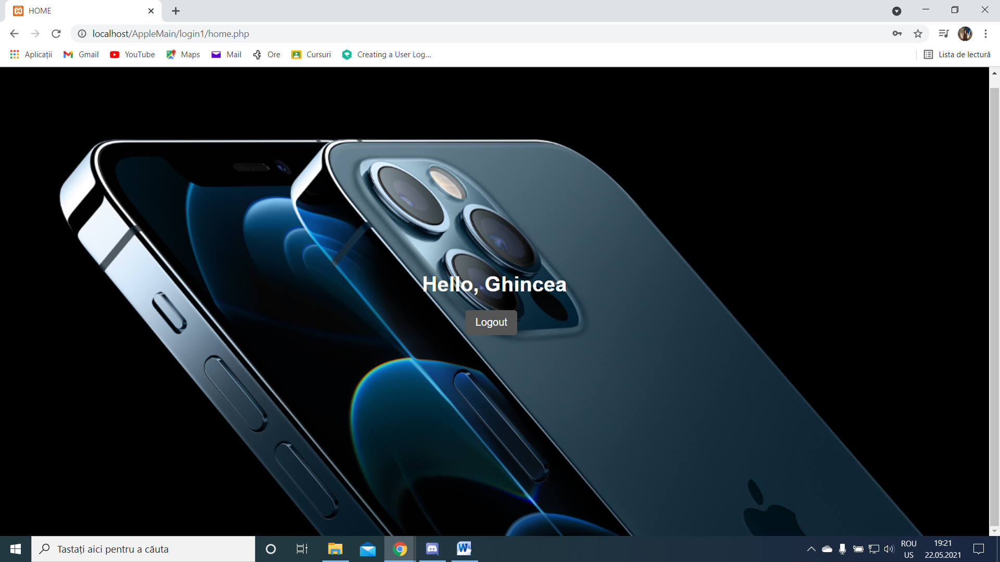 HOME
localhost/AppleMain/login1/home.php
Aplicații Gmail YouTube Maps Mail Ore Cursuri Creating a User Log... Lista de lectură
Hello, Ghincea
Logout
Tastați aici pentru a căuta
ROU
US
19:21
22.05.2021